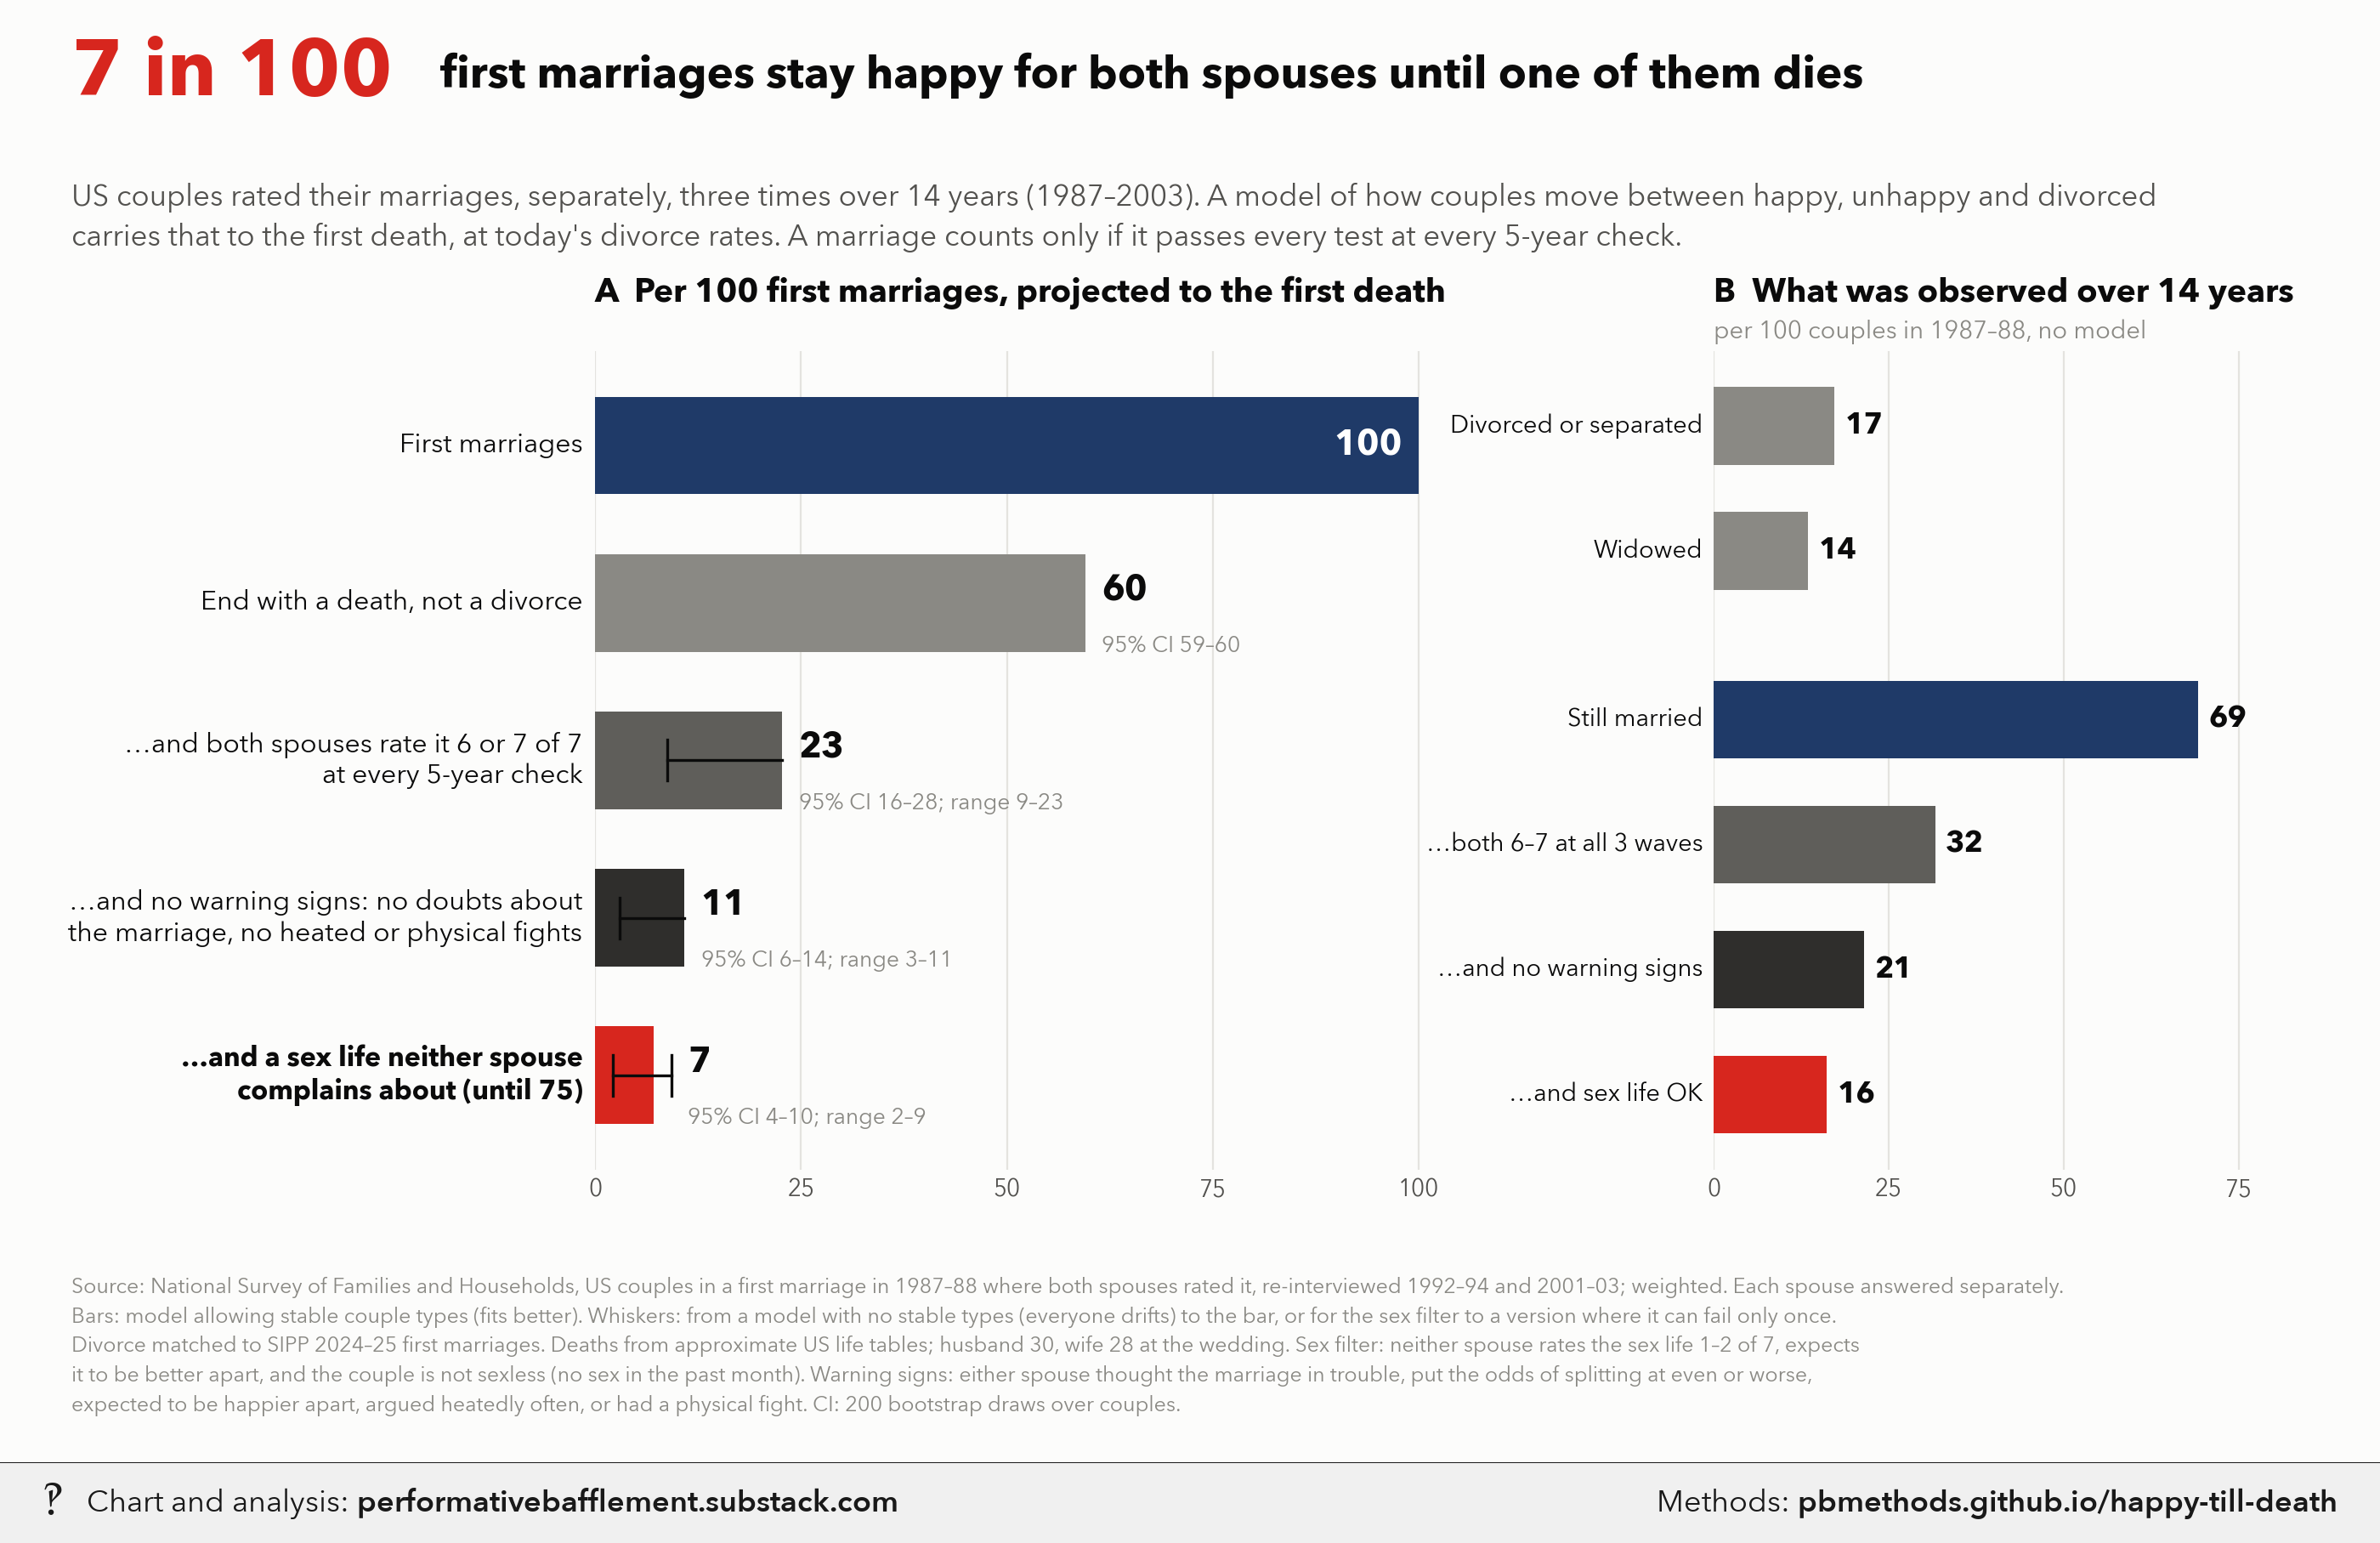 7 in 100 first marriages stay happy for both spouses until one of them dies
US couples rated their marriages, separately, three times over 14 years (1987–2003). A model of how couples move between happy, unhappy and divorced
carries that to the first death, at today's divorce rates. A marriage counts only if it passes every test at every 5-year check.
A Per 100 first marriages, projected to the first death
First marriages
100
End with a death, not a divorce
60
95% CI 59–60
…and both spouses rate it 6 or 7 of 7
at every 5-year check
23
95% CI 16–28; range 9–23
…and no warning signs: no doubts about
the marriage, no heated or physical fights
11
95% CI 6–14; range 3–11
…and a sex life neither spouse
complains about (until 75)
7
95% CI 4–10; range 2–9
0 25 50 75 100
B What was observed over 14 years
per 100 couples in 1987–88, no model
Divorced or separated
17
Widowed
14
Still married
69
…both 6–7 at all 3 waves
32
…and no warning signs
21
…and sex life OK
16
0 25 50 75
Source: National Survey of Families and Households, US couples in a first marriage in 1987–88 where both spouses rated it, re-interviewed 1992–94 and 2001–03; weighted. Each spouse answered separately.
Bars: model allowing stable couple types (fits better). Whiskers: from a model with no stable types (everyone drifts) to the bar, or for the sex filter to a version where it can fail only once.
Divorce matched to SIPP 2024–25 first marriages. Deaths from approximate US life tables; husband 30, wife 28 at the wedding. Sex filter: neither spouse rates the sex life 1–2 of 7, expects
it to be better apart, and the couple is not sexless (no sex in the past month). Warning signs: either spouse thought the marriage in trouble, put the odds of splitting at even or worse,
expected to be happier apart, argued heatedly often, or had a physical fight. CI: 200 bootstrap draws over couples.
‽ Chart and analysis: performativebafflement.substack.com
Methods: pbmethods.github.io/happy-till-death